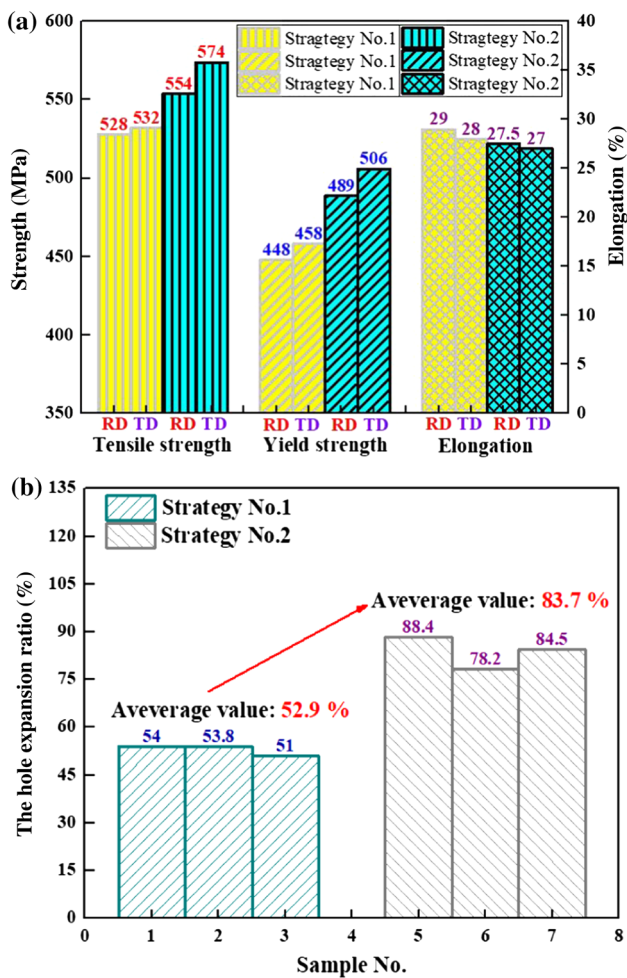 (a)
600
550
500
450
400
350
Strength (MPa)
Stragtegy No.1
Stragtegy No.2
Stragtegy No.1
Stragtegy No.2
Stragtegy No.1
Stragtegy No.2
528
532
554
574
448
458
489
506
29
28
27.5
27
40
35
30
25
20
15
10
5
0
Elongation (%)
RD TD RD TD
RD TD RD TD
RD TD RD TD
Tensile strength
Yield strength
Elongation
(b)
135
120
105
90
75
60
45
30
15
0
The hole expansion ratio (%)
Strategy No.1
Strategy No.2
Aveverage value: 83.7 %
88.4
78.2
84.5
Aveverage value: 52.9 %
54
53.8
51
0 1 2 3 4 5 6 7 8
Sample No.